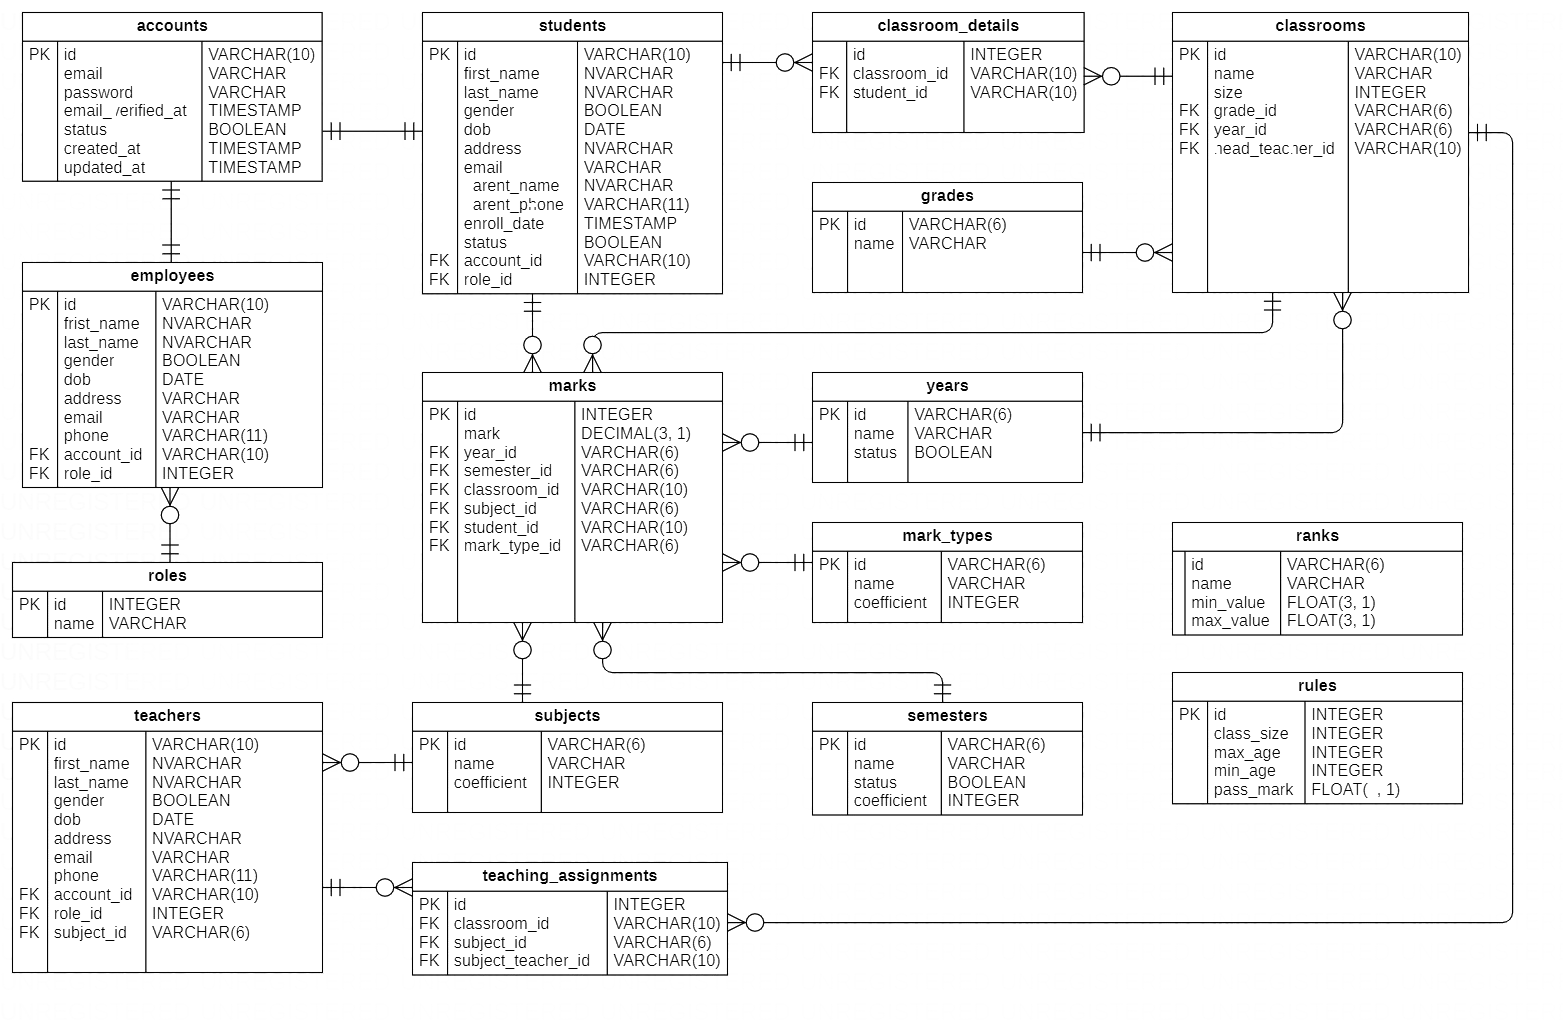 accounts
PK id VARCHAR(10)
email VARCHAR
password VARCHAR
TIMESTAMP
status BOOLEAN
created_at TIMESTAMP
updated_at TIMESTAMP
students
PK id VARCHAR(10)
first_name NVARCHAR
last_name NVARCHAR
gender BOOLEAN
dob DATE
address NVARCHAR
email VARCHAR
arent_name NVARCHAR
arent_phone VARCHAR(11)
enroll_date TIMESTAMP
status BOOLEAN
FK account_id VARCHAR(10)
FK role_id INTEGER
classroom_details
id INTEGER
FK classroom_id VARCHAR(10)
FK student_id VARCHAR(10)
classrooms
PK id VARCHAR(10)
name VARCHAR
size INTEGER
FK grade_id VARCHAR(6)
FK year_id VARCHAR(6)
FK VARCHAR(10)
grades
PK id VARCHAR(6)
name VARCHAR
employees
PK id VARCHAR(10)
frist_name NVARCHAR
last_name NVARCHAR
gender BOOLEAN
dob DATE
address VARCHAR
email VARCHAR
phone VARCHAR(11)
FK account_id VARCHAR(10)
FK role_id INTEGER
marks
PK id INTEGER
mark DECIMAL(3, 1)
FK year_id VARCHAR(6)
FK semester_id VARCHAR(6)
FK classroom_id VARCHAR(10)
FK subject_id VARCHAR(6)
FK student_id VARCHAR(10)
FK mark_type_id VARCHAR(6)
years
PK id VARCHAR(6)
name VARCHAR
status BOOLEAN
mark_types
PK id VARCHAR(6)
name VARCHAR
coefficient INTEGER
ranks
id VARCHAR(6)
name VARCHAR
min_value FLOAT(3, 1)
max_value FLOAT(3, 1)
roles
PK id INTEGER
name VARCHAR
rules
PK id INTEGER
class_size INTEGER
max_age INTEGER
min_age INTEGER
pass_mark FLOAT( , 1)
teachers
PK id VARCHAR(10)
first_name NVARCHAR
last_name NVARCHAR
gender BOOLEAN
dob DATE
address NVARCHAR
email VARCHAR
phone VARCHAR(11)
FK account_id VARCHAR(10)
FK role_id INTEGER
FK subject_id VARCHAR(6)
subjects
PK id VARCHAR(6)
name VARCHAR
coefficient INTEGER
semesters
PK id VARCHAR(6)
name VARCHAR
status BOOLEAN
coefficient INTEGER
teaching_assignments
PK id INTEGER
FK classroom_id VARCHAR(10)
FK subject_id VARCHAR(6)
FK subject_teacher_id VARCHAR(10)